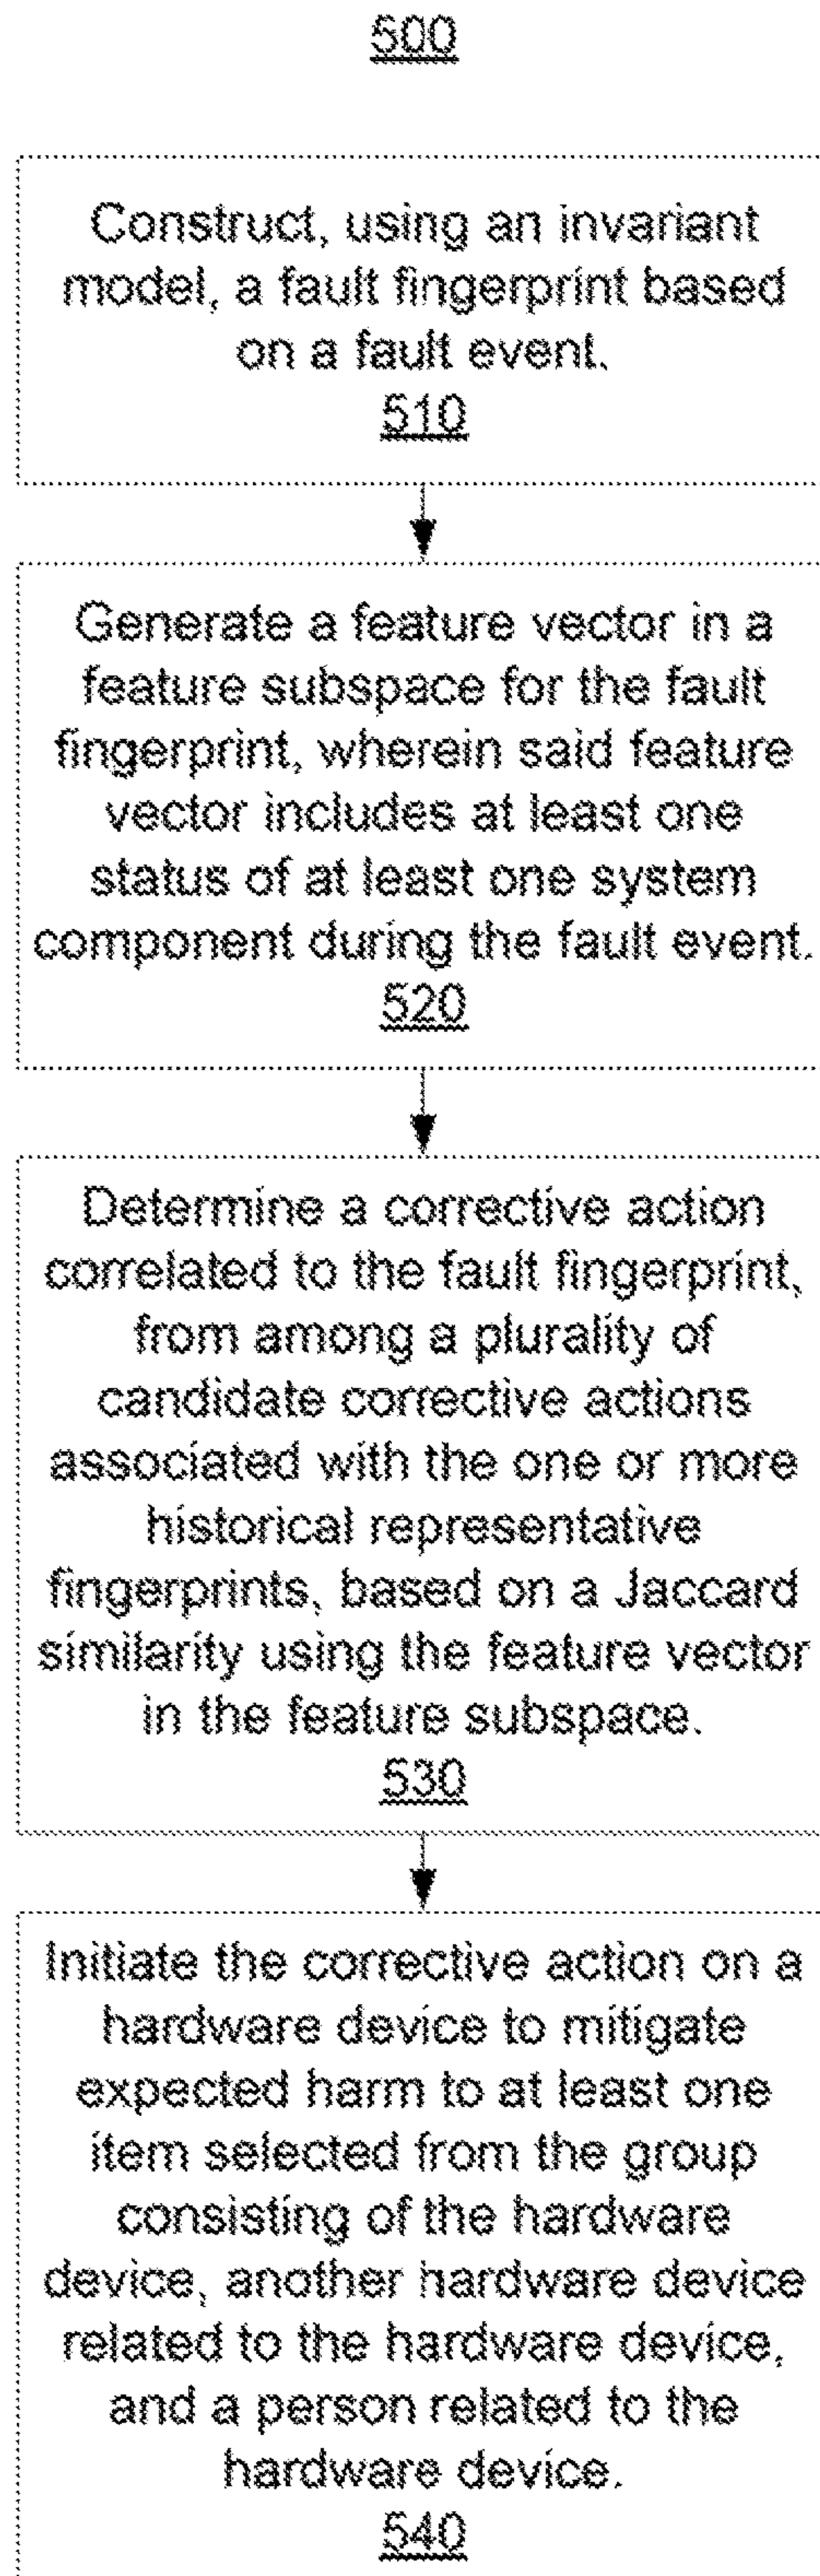 500
Construct, using an invariant
model, a fault fingerprint based
on a fault event.
510
Generate a feature vector in a
feature subspace for the fault
fingerprint, wherein said feature
vector includes at least one
status of at least one system
component during the fault event.
520
Determine a corrective action
correlated to the fault fingerprint,
from among a plurality of
candidate corrective actions
associated with the one or more
historical representative
fingerprints, based on a Jaccard
similarity using the feature vector
in the feature subspace.
530
Initiate the corrective action on a
hardware device to mitigate
expected harm to at least one
item selected from the group
consisting of the hardware
device, another hardware device
related to the hardware device,
and a person related to the
hardware device.
540